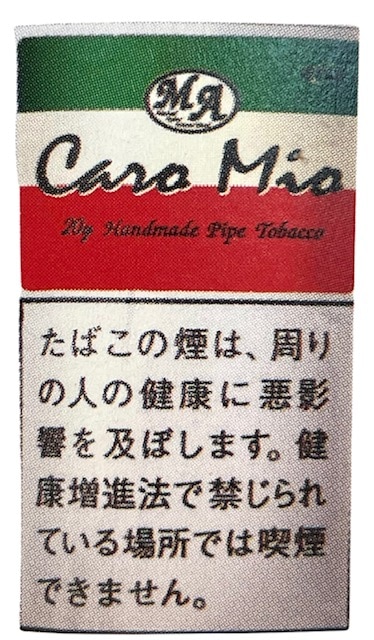 MA
Caro Mio
20g Handmade Pipe Tobacco
たばこの煙は、周り
の人の健康に悪影
響を及ぼします。健
康増進法で禁じられ
ている場所では喫煙
できません。